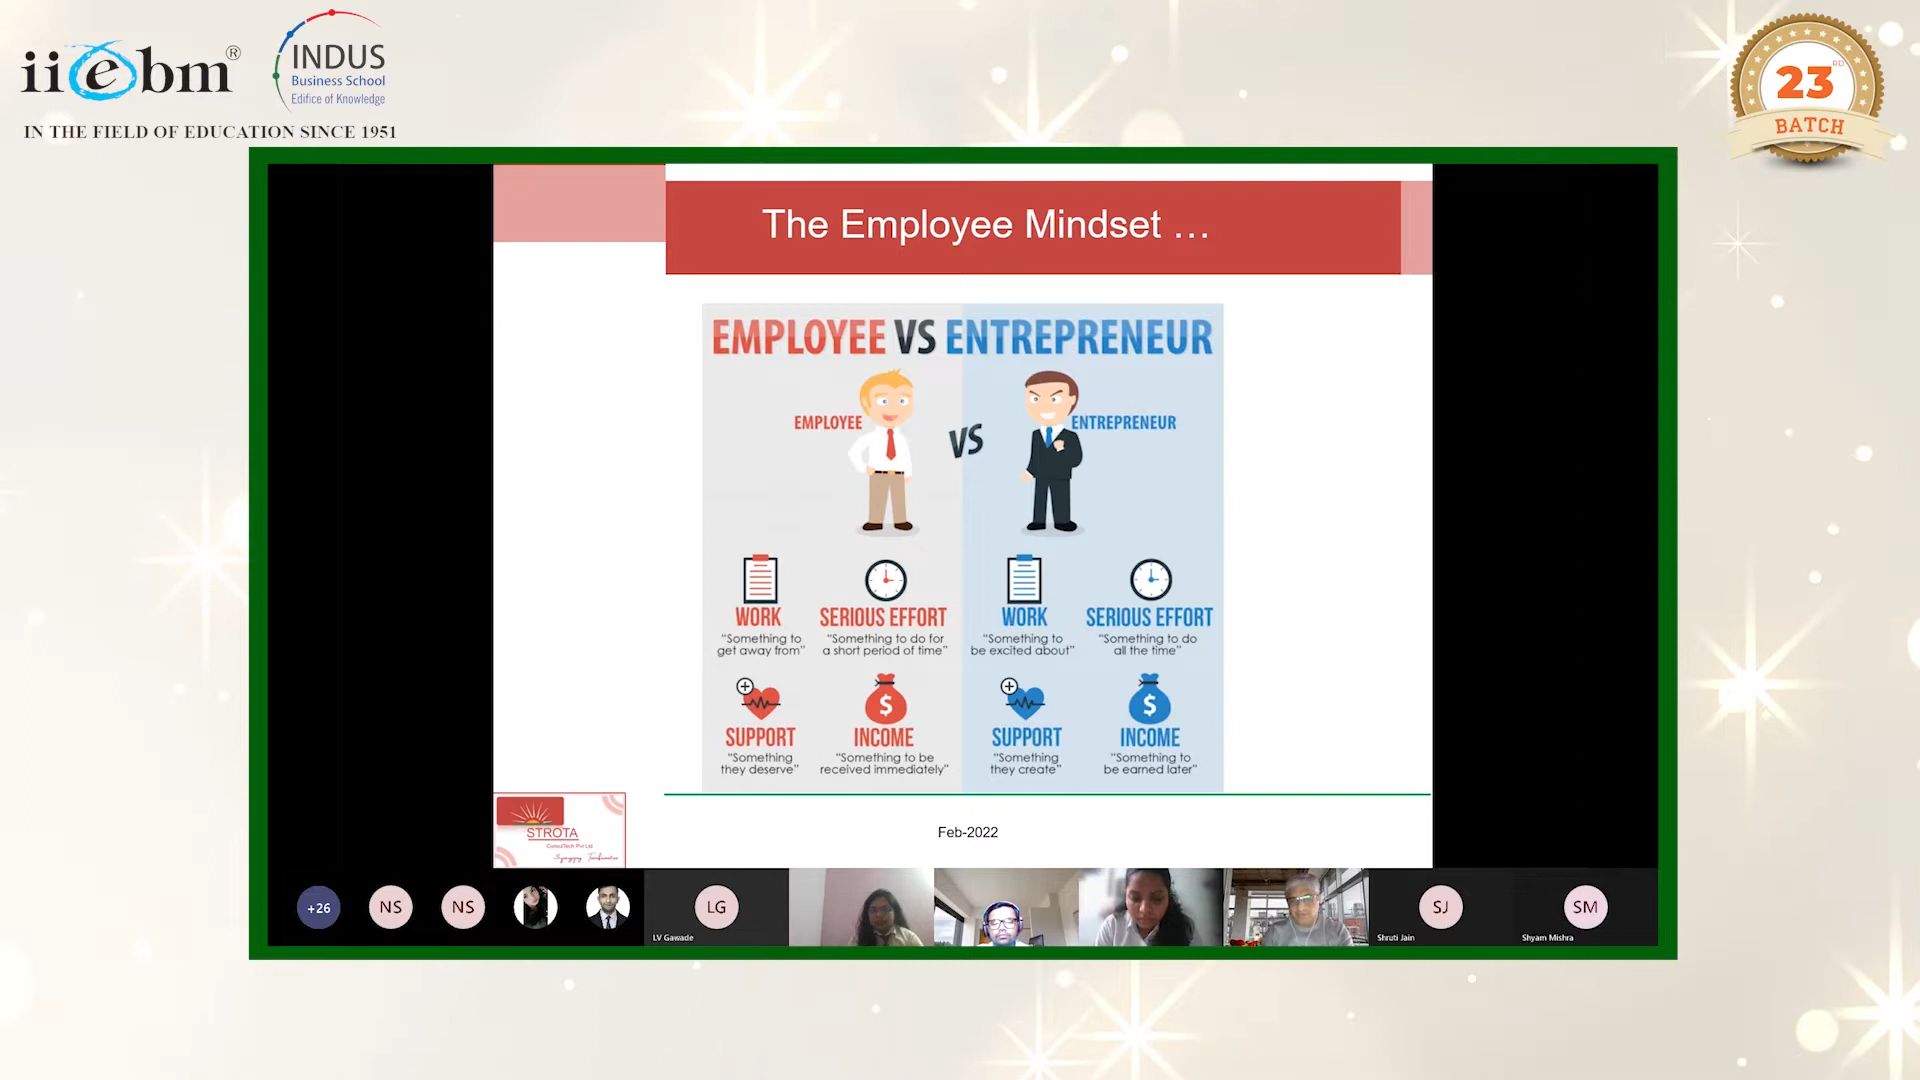 iiebm®
INDUS
Business School
Edifice of Knowledge
IN THE FIELD OF EDUCATION SINCE 1951
23RD
BATCH
The Employee Mindset …
EMPLOYEE VS ENTREPRENEUR
EMPLOYEE
VS
ENTREPRENEUR
WORK
"Something to
get away from"
SERIOUS EFFORT
"Something to do for
a short period of time"
WORK
"Something to
be excited about"
SERIOUS EFFORT
"Something to do
all the time"
SUPPORT
"Something
they deserve"
$
INCOME
"Something to be
received immediately"
SUPPORT
"Something
they create"
$
INCOME
"Something to
be earned later"
STROTA
ConsulTech Pvt Ltd
Feb-2022
+26
NS
NS
LG
LV Gawade
SJ
Shruti Jain
SM
Shyam Mishra